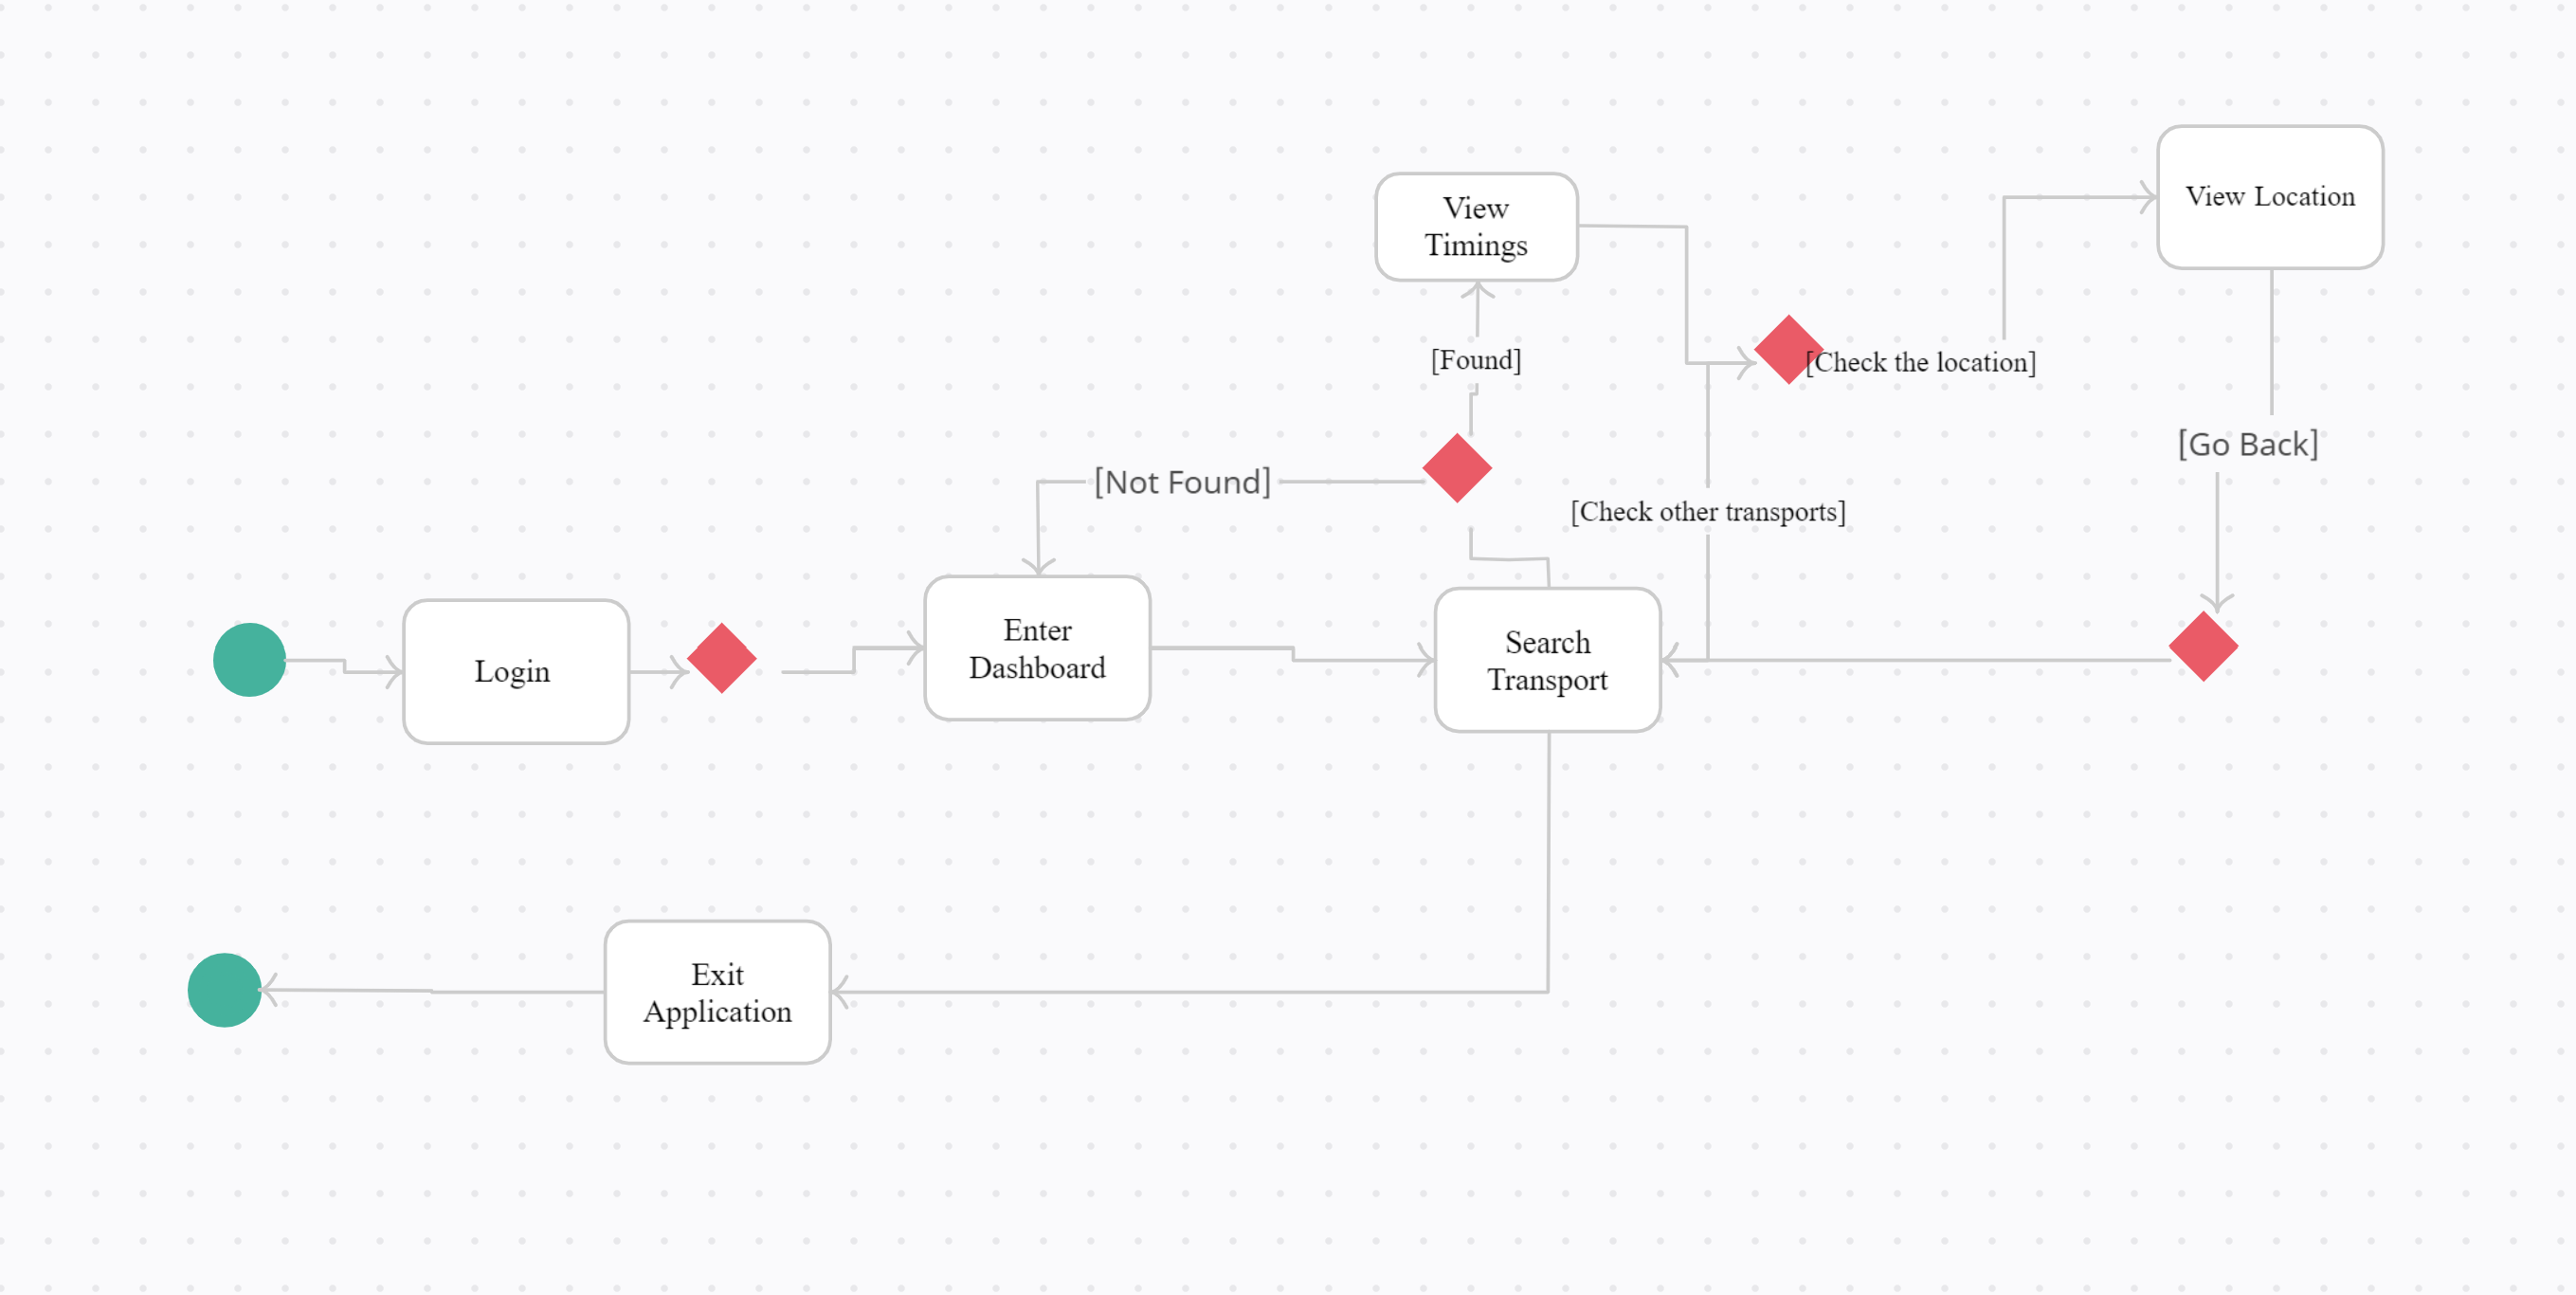 View
Timings
View Location
[Found]
[Check the location]
[Go Back]
[Not Found]
[Check other transports]
Login
Enter
Dashboard
Search
Transport
Exit
Application